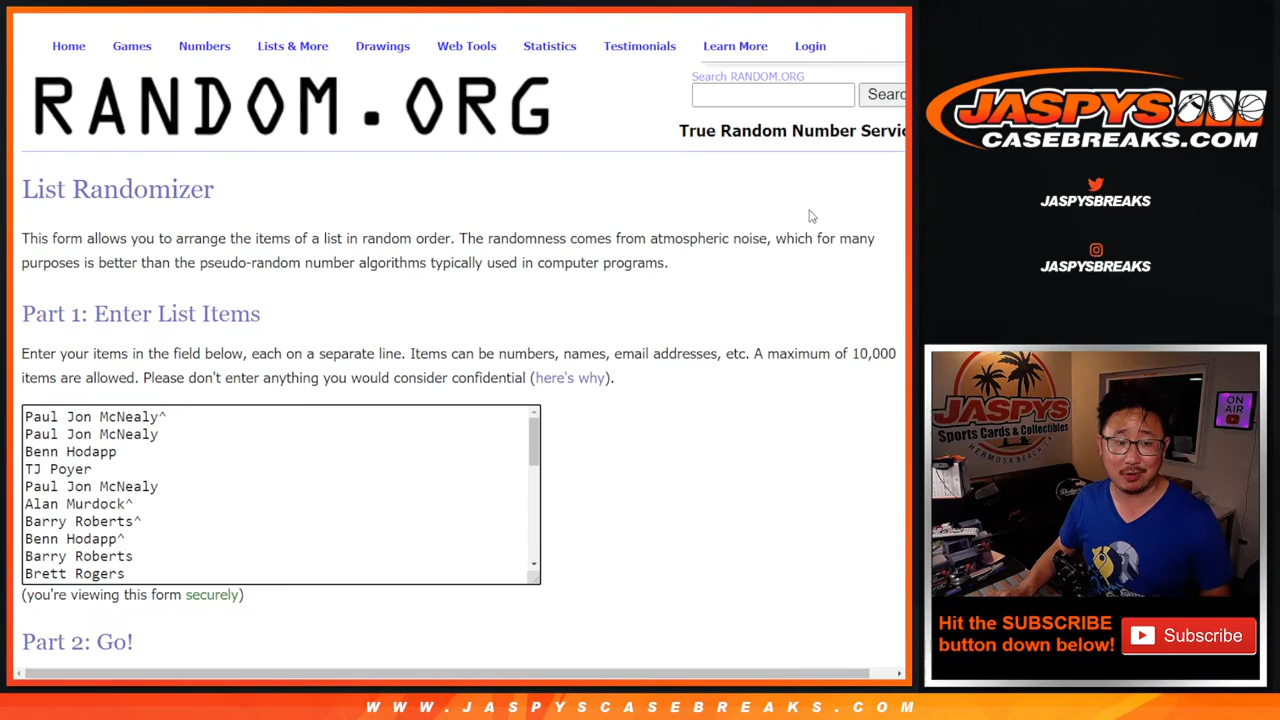 Home Games Numbers Lists & More Drawings Web Tools Statistics Testimonials Learn More Login
RANDOM.ORG
Search RANDOM.ORG
True Random Number
List Randomizer
This form allows you to arrange the items of a list in random order. The randomness comes from atmospheric noise, which for many
purposes is better than the pseudo-random number algorithms typically used in computer programs.
Part 1: Enter List Items
Enter your items in the field below, each on a separate line. Items can be numbers, names, email addresses, etc. A maximum of 10,000
items are allowed. Please don't enter anything you would consider confidential (here's why).
Paul Jon McNealy^
Paul Jon McNealy
Benn Hodapp
TJ Poyer
Paul Jon McNealy
Alan Murdock^
Barry Roberts^
Benn Hodapp^
Barry Roberts
Brett Rogers
(you're viewing this form securely)
Part 2: Go!
JASPYS
CASEBREAKS.COM
JASPYSBREAKS
JASPYSBREAKS
JASPYS
Sports Cards & Collectibles
HERMOSA BEACH, CA
ON
AIR
Hit the SUBSCRIBE
button down below!
Subscribe
WWW.JASPYSCASEBREAKS.COM